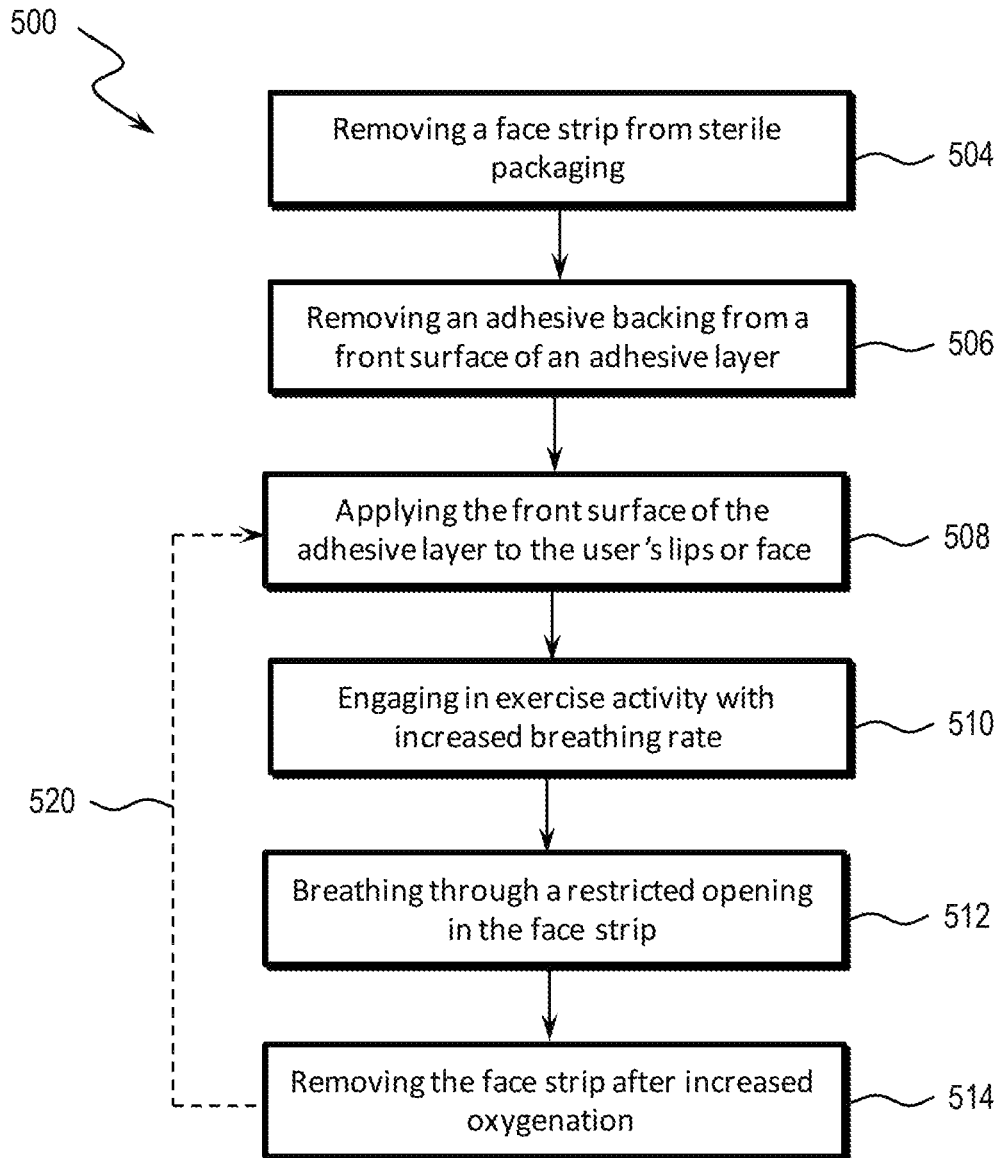 500
Removing a face strip from sterile
packaging
504
Removing an adhesive backing from a
front surface of an adhesive layer
506
Applying the front surface of the
adhesive layer to the user’s lips or face
508
Engaging in exercise activity with
increased breathing rate
510
520
Breathing through a restricted opening
in the face strip
512
Removing the face strip after increased
oxygenation
514